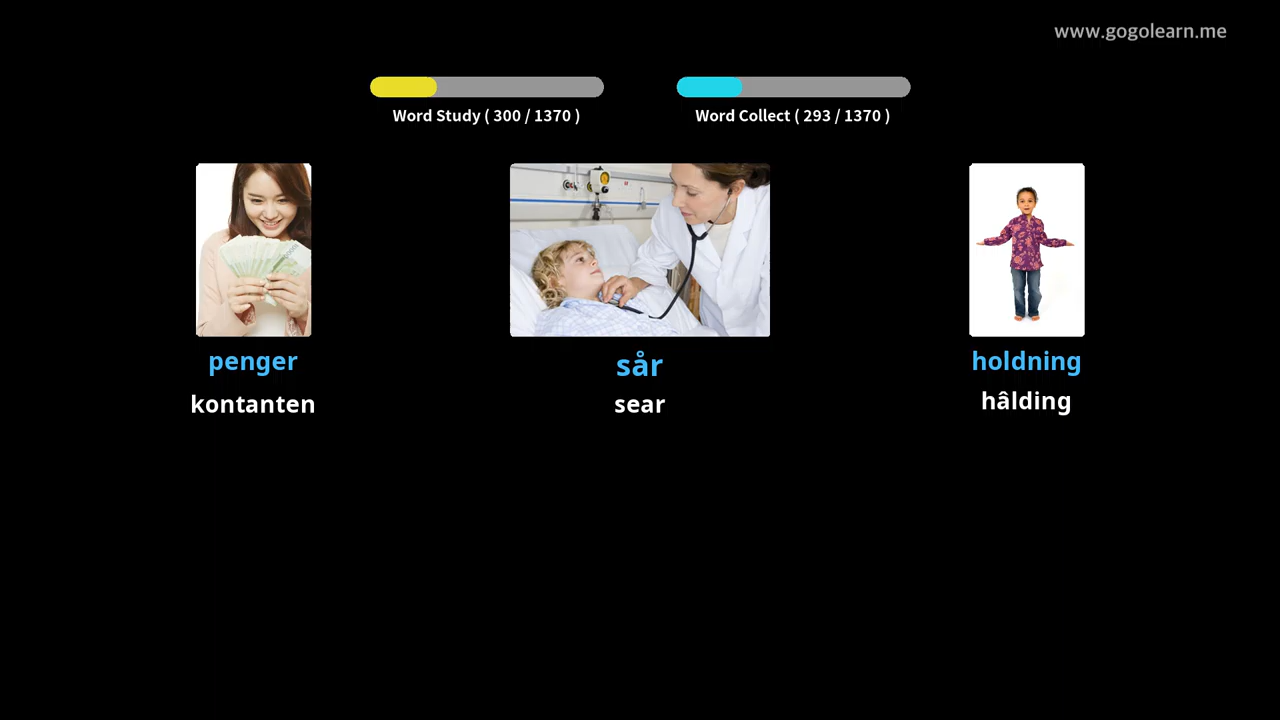 www.gogolearn.me
Word Study ( 300 / 1370 )
Word Collect ( 293 / 1370 )
penger
kontanten
sår
sear
holdning
hâlding